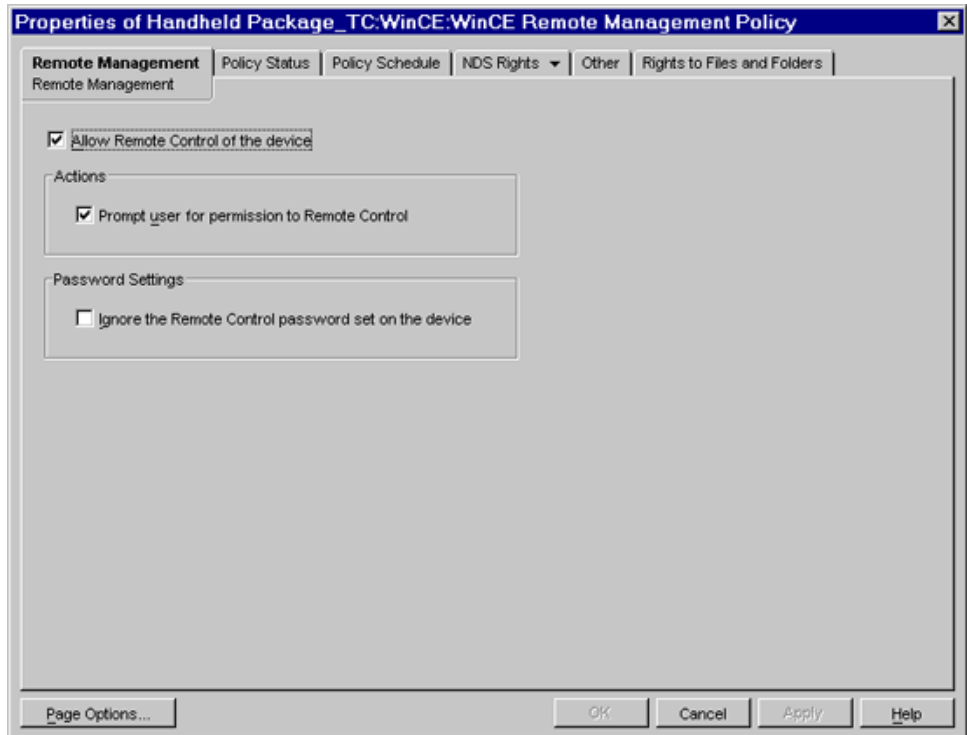 Properties of Handheld Package_TC:WinCE:WinCE Remote Management Policy
Remote Management Policy Status Policy Schedule NDS Rights Other Rights to Files and Folders
Remote Management
Allow Remote Control of the device
Actions
Prompt user for permission to Remote Control
Password Settings
Ignore the Remote Control password set on the device
Page Options... OK Cancel Apply Help